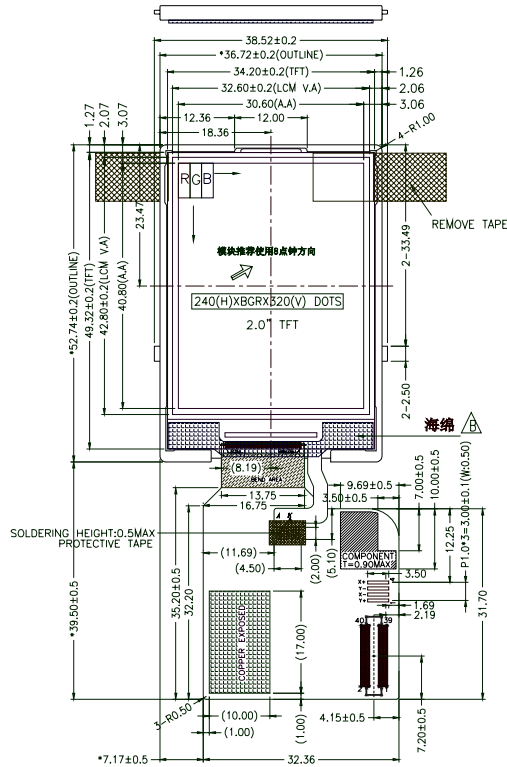 38.52±0.2
*36.72±0.2(OUTLINE)
34.20±0.2(TFT)
1.26
32.60±0.2(LCM V.A)
2.06
30.60(A.A)
3.06
12.36
12.00
18.36
4-R1.00
1.27
2.07
3.07
RGB
23.47
REMOVE TAPE
2-33.49
模块推荐使用6点钟方向
240(H)XBGRX320(V) DOTS
2.0" TFT
*52.74±0.2(OUTLINE)
49.32±0.2(TFT)
42.80±0.2(LCM V.A)
40.80(A.A)
2-2.50
海绵
B
(8.19)
BEND AREA
13.75
16.75
9.69±0.5
3.50±0.5
7.00±0.5
10.00±0.5
12.25
P1.0*3=3.00±0.1(W:0.50)
SOLDERING HEIGHT:0.5MAX
PROTECTIVE TAPE
A K
(11.69)
(4.50)
(2.00)
(5.10)
COMPONENT
T=0.90MAX
3.50
X+
Y-
X-
Y+
1.69
2.19
31.70
*39.50±0.5
35.20±0.5
32.20
COPPER EXPOSED
(17.00)
40
39
2
1
3-R0.50
(10.00)
(1.00)
(1.00)
4.15±0.5
7.20±0.5
*7.17±0.5
32.36